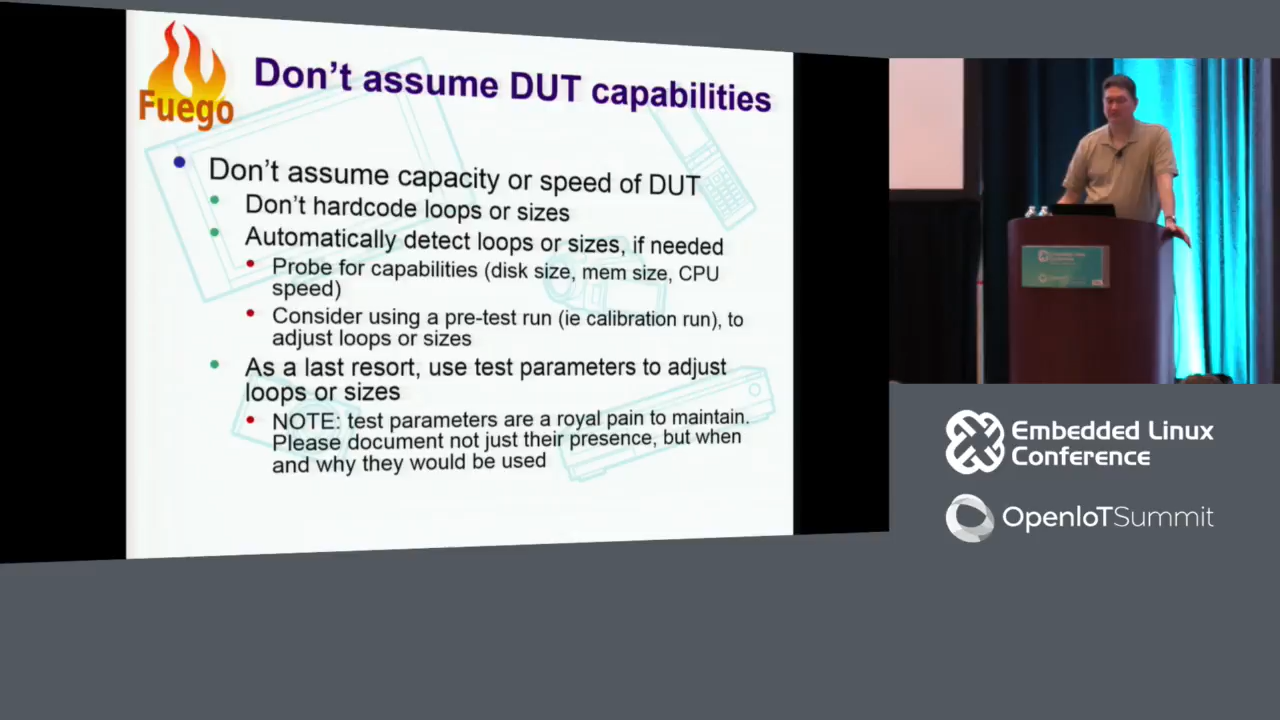 Fuego
Don't assume DUT capabilities
Don't assume capacity or speed of DUT
Don't hardcode loops or sizes
Automatically detect loops or sizes, if needed
Probe for capabilities (disk size, mem size, CPU
speed)
Consider using a pre-test run (ie calibration run), to
adjust loops or sizes
As a last resort, use test parameters to adjust
loops or sizes
NOTE: test parameters are a royal pain to maintain.
Please document not just their presence, but when
and why they would be used
Embedded Linux
Conference
OpenIoTSummit